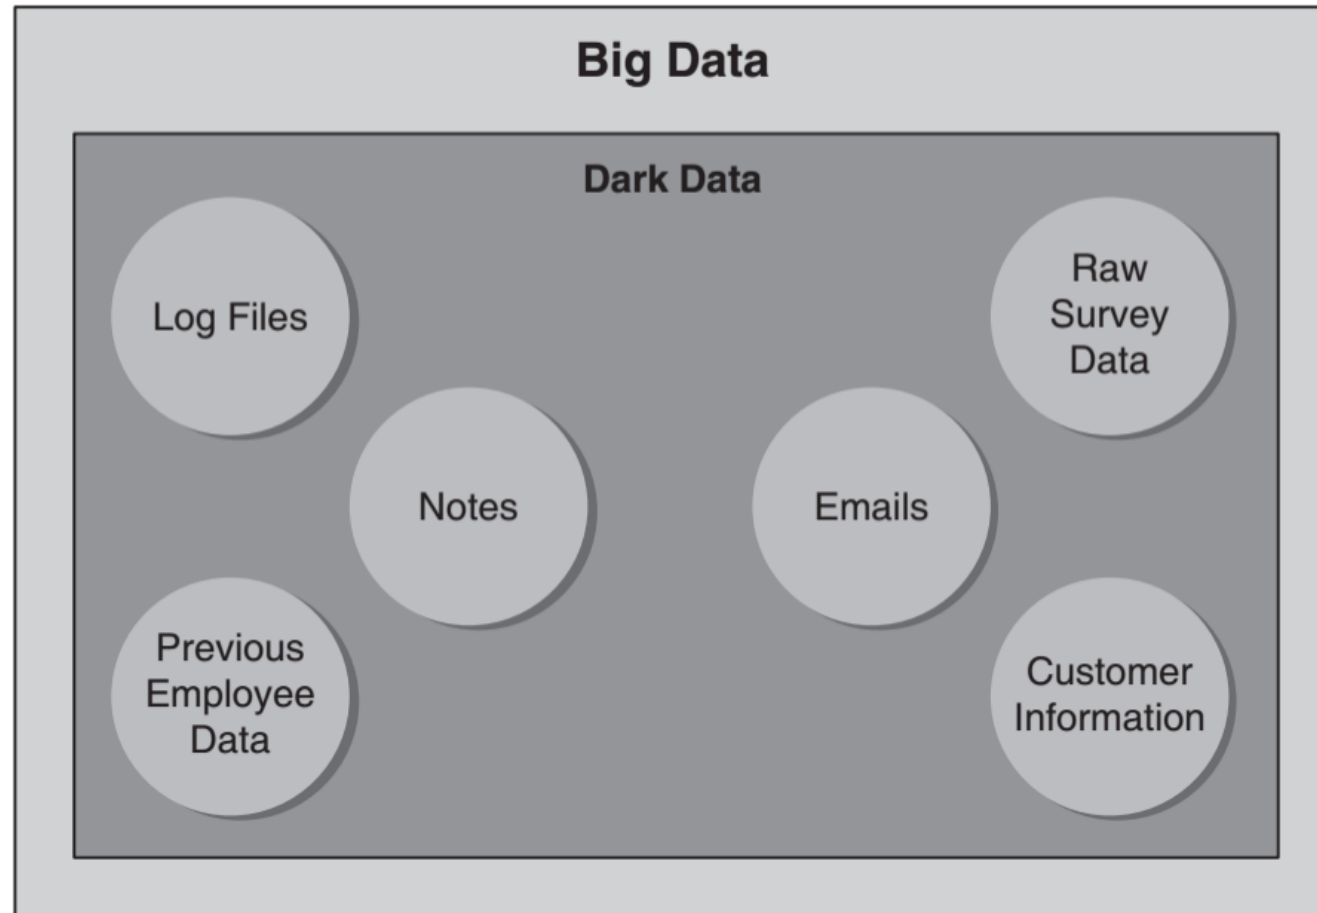 Big Data
Dark Data
Log Files
Raw
Survey
Data
Notes
Emails
Previous
Employee
Data
Customer
Information